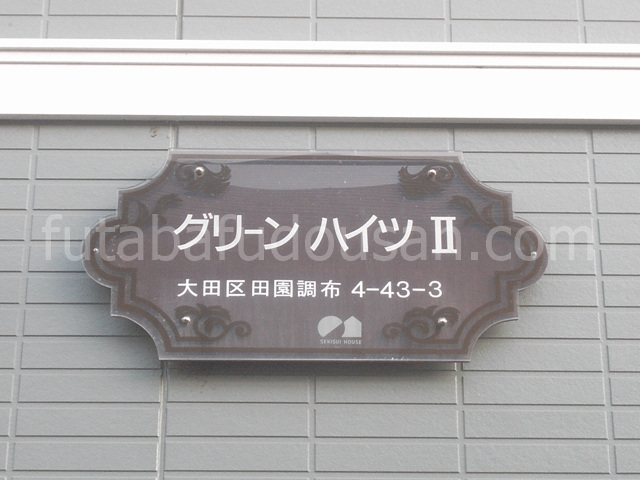 グリーン ハイツ Ⅱ
futabafudousan.com
大田区田園調布 4-43-3
SEKISUI HOUSE